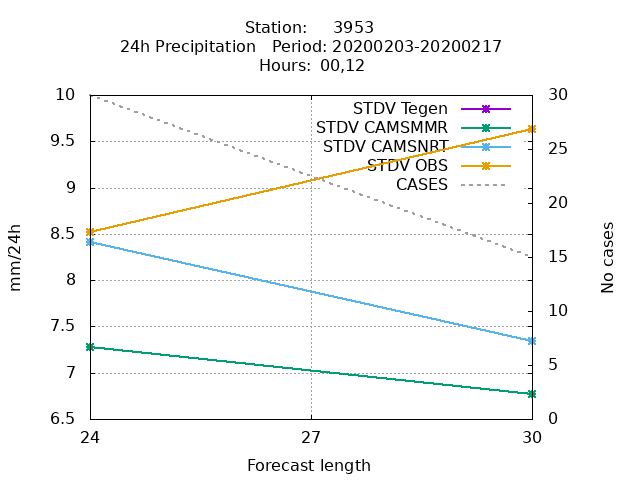 Station: 3953
24h Precipitation Period: 20200203-20200217
Hours: 00,12
10
9.5
9
8.5
8
7.5
7
6.5
mm/24h
30
25
20
15
10
5
0
No cases
STDV Tegen
STDV CAMSMMR
STDV CAMSNRT
STDV OBS
CASES
24 27 30
Forecast length